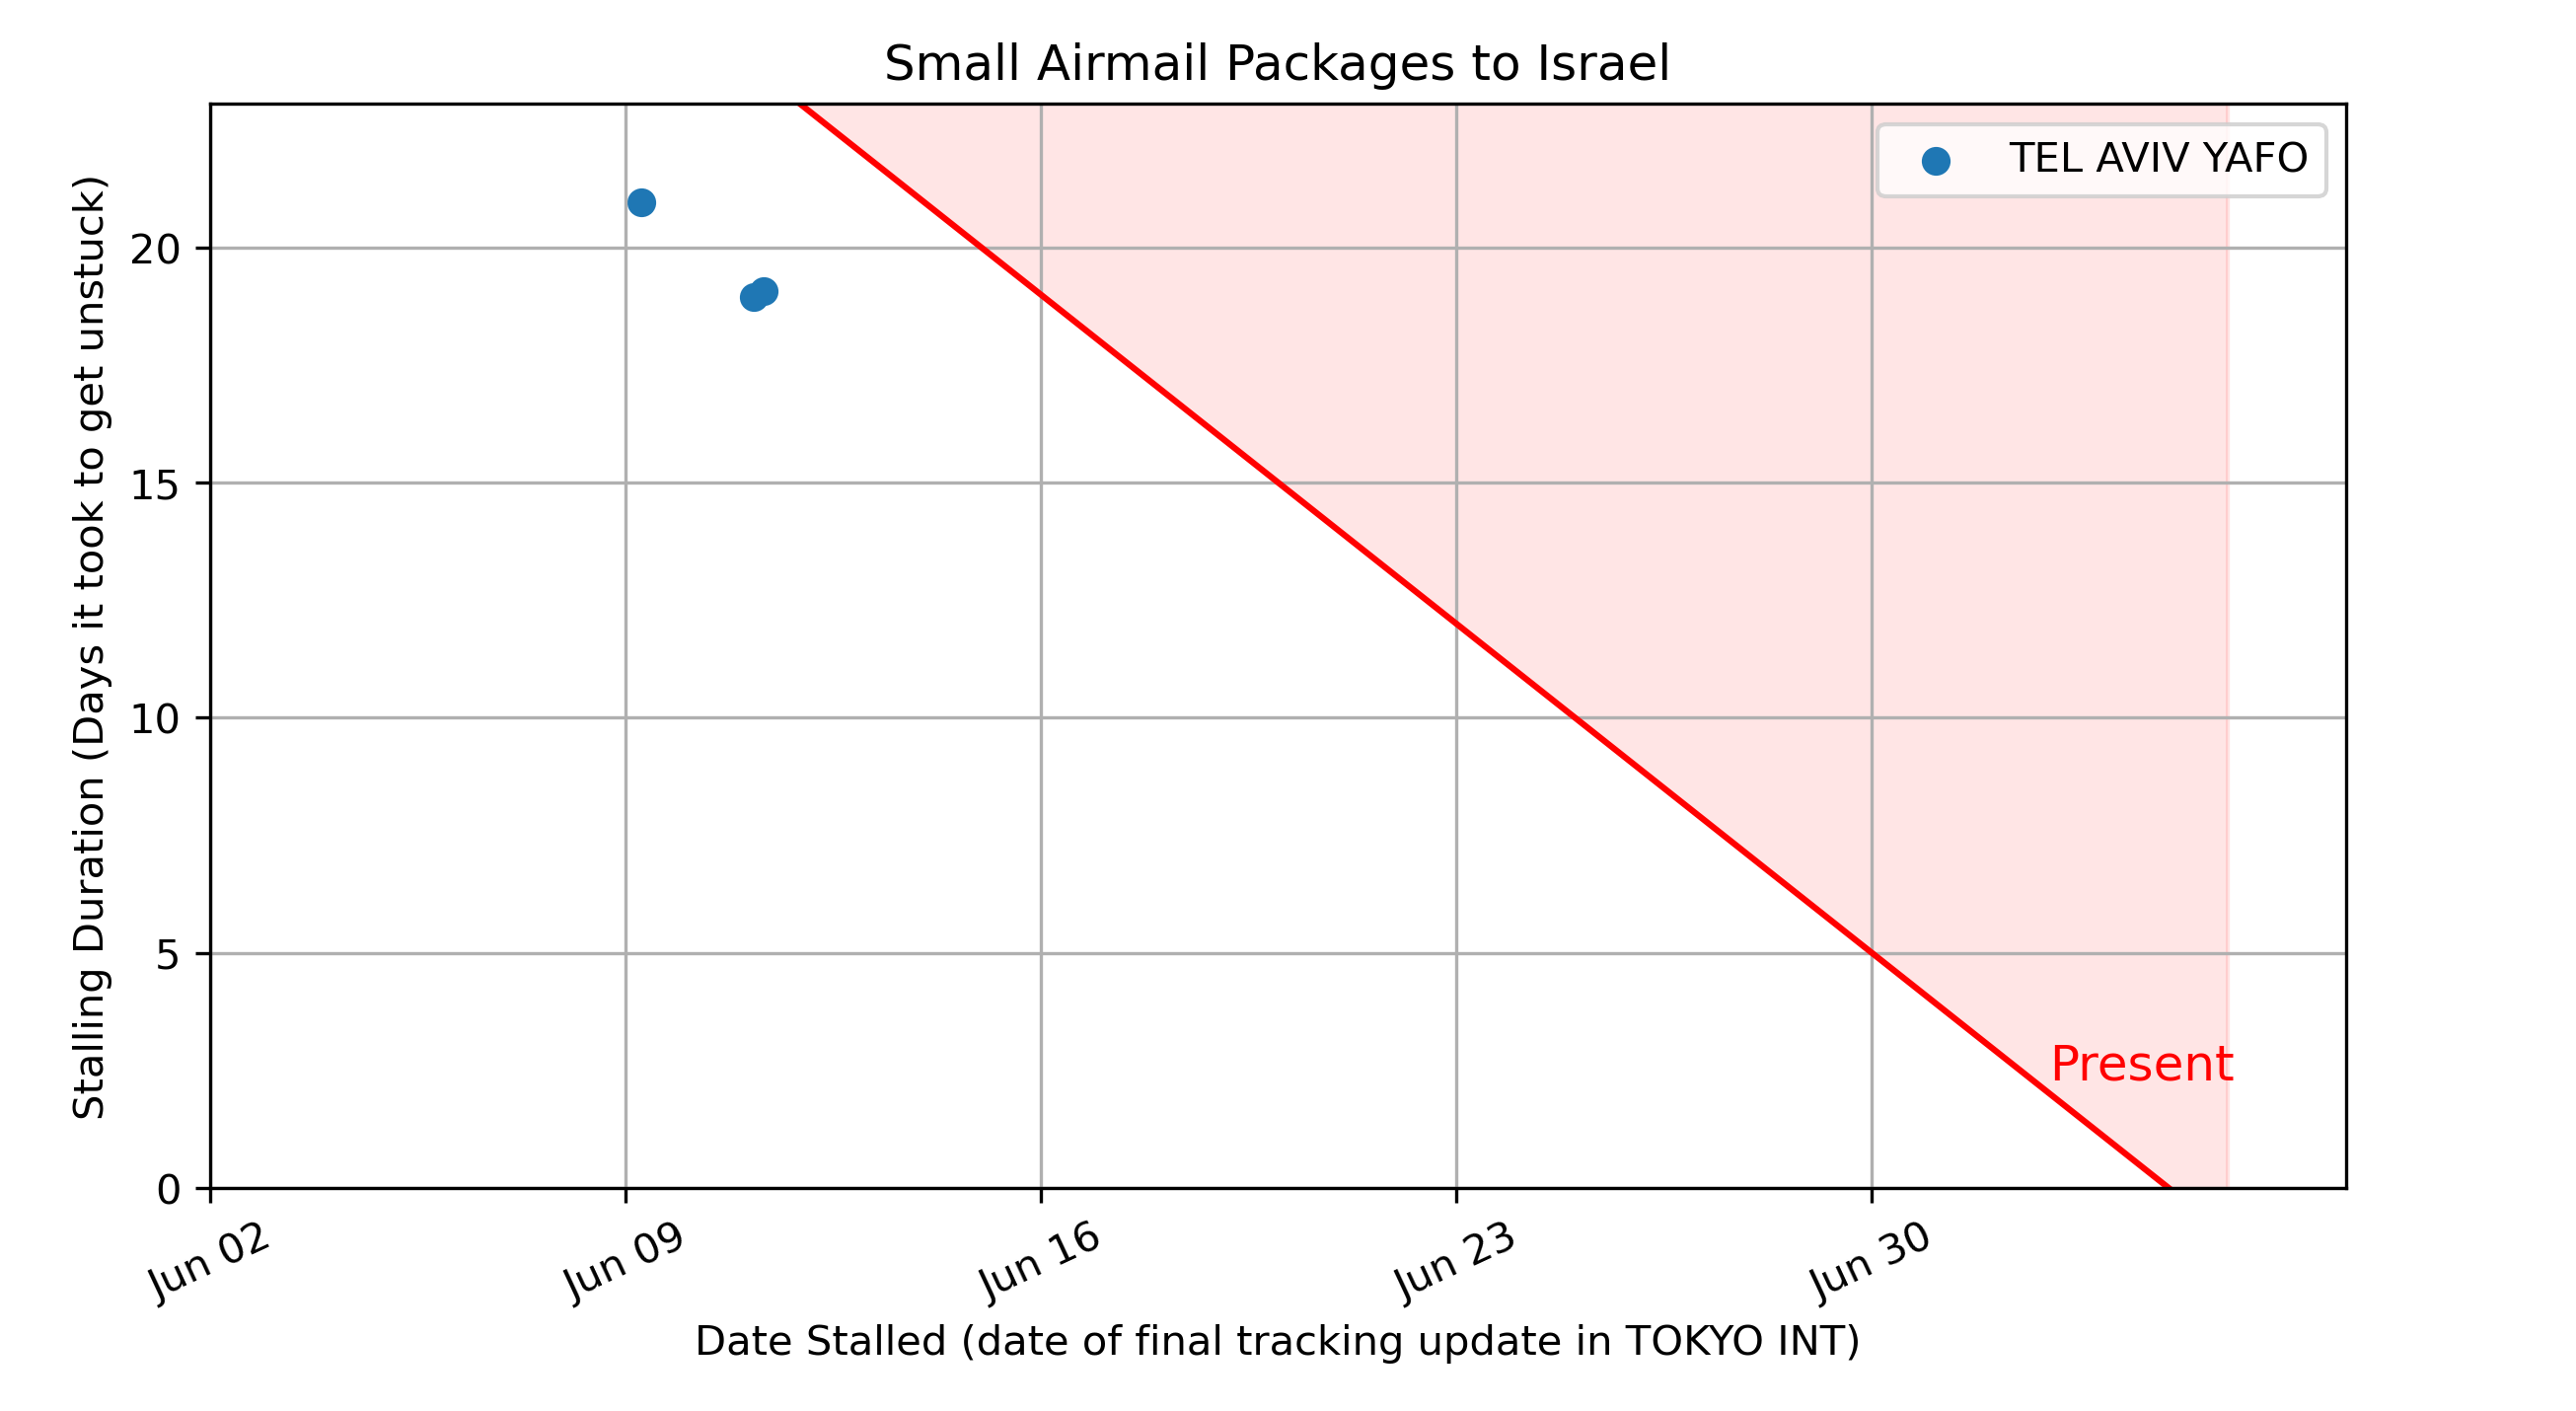 Small Airmail Packages to Israel
TEL AVIV YAFO
Stalling Duration (Days it took to get unstuck)
20
15
10
5
0
Present
Jun 02
Jun 09
Jun 16
Jun 23
Jun 30
Date Stalled (date of final tracking update in TOKYO INT)